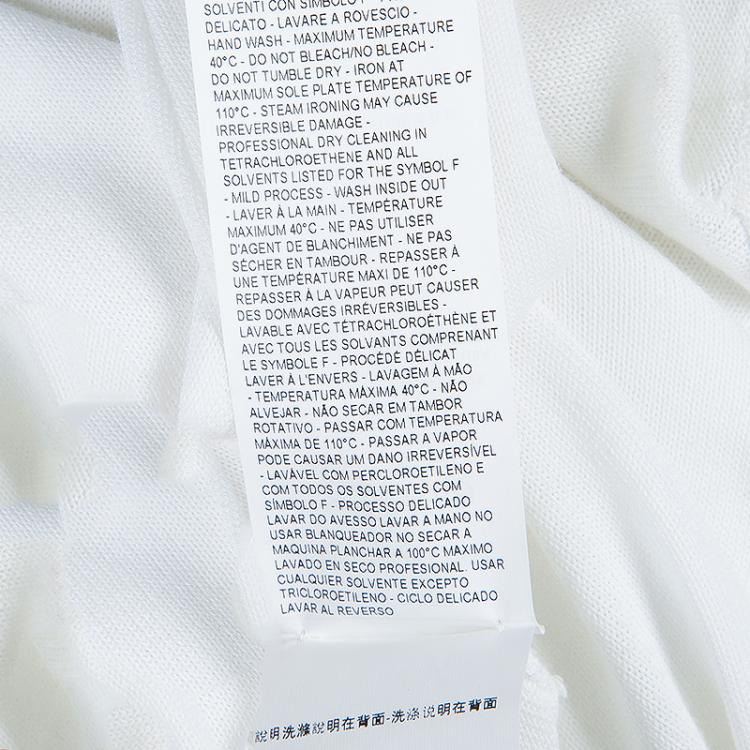 SOLVENTI CON SIMBOLO F - PROCESSO
DELICATO - LAVARE A ROVESCIO -
HAND WASH - MAXIMUM TEMPERATURE
40°C - DO NOT BLEACH/NO BLEACH -
DO NOT TUMBLE DRY - IRON AT
MAXIMUM SOLE PLATE TEMPERATURE OF
110°C - STEAM IRONING MAY CAUSE
IRREVERSIBLE DAMAGE -
PROFESSIONAL DRY CLEANING IN
TETRACHLOROETHENE AND ALL
SOLVENTS LISTED FOR THE SYMBOL F
- MILD PROCESS - WASH INSIDE OUT
- LAVER À LA MAIN - TEMPÉRATURE
MAXIMUM 40°C - NE PAS UTILISER
D'AGENT DE BLANCHIMENT - NE PAS
SÉCHER EN TAMBOUR - REPASSER À
UNE TEMPÉRATURE MAXI DE 110°C -
REPASSER À LA VAPEUR PEUT CAUSER
DES DOMMAGES IRRÉVERSIBLES -
LAVABLE AVEC TÉTRACHLOROÉTHÉNE ET
AVEC TOUS LES SOLVANTS COMPRENANT
LE SYMBOLE F - PROCÉDÉ DÉLICAT
LAVER À L'ENVERS - LAVAGEM À MÃO
- TEMPERATURA MÁXIMA 40°C - NÃO
ALVEJAR - NÃO SECAR EM TAMBOR
ROTATIVO - PASSAR COM TEMPERATURA
MÁXIMA DE 110°C - PASSAR A VAPOR
PODE CAUSAR UM DANO IRREVERSÍVEL
- LAVÁVEL COM PERCLOROETILENO E
COM TODOS OS SOLVENTES COM
SÍMBOLO F - PROCESSO DELICADO
LAVAR DO AVESSO LAVAR A MANO NO
USAR BLANQUEADOR NO SECAR A
MAQUINA PLANCHAR A 100°C MAXIMO
LAVADO EN SECO PROFESIONAL. USAR
CUALQUIER SOLVENTE EXCEPTO
TRICLOROETILENO - CICLO DELICADO
LAVAR AL REVERSO
說明洗滌說明在背面-洗涤说明在背面